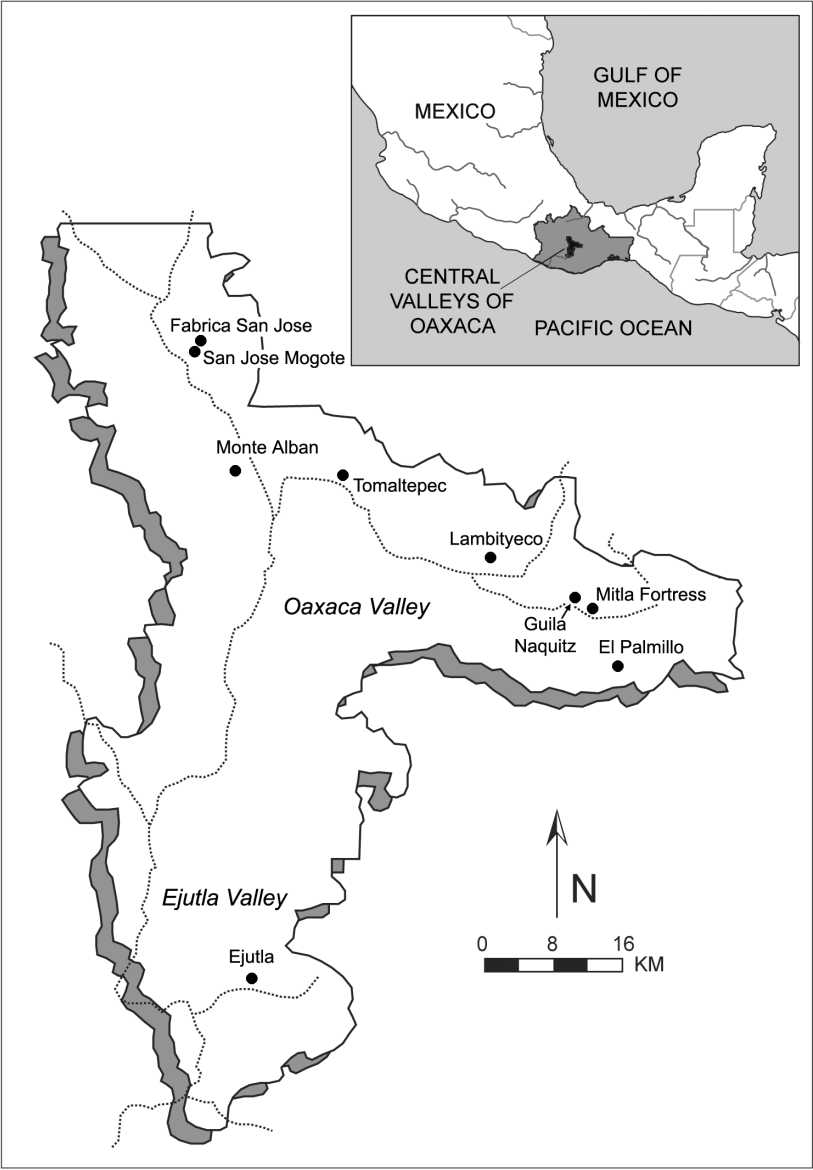 GULF OF
MEXICO
MEXICO
CENTRAL
VALLEYS OF
OAXACA
PACIFIC OCEAN
Fabrica San Jose
San Jose Mogote
Monte Alban
Tomaltepec
Lambityeco
Mitla Fortress
Guila
Naquitz
El Palmillo
Oaxaca Valley
Ejutla Valley
Ejutla
N
0 8 16
KM